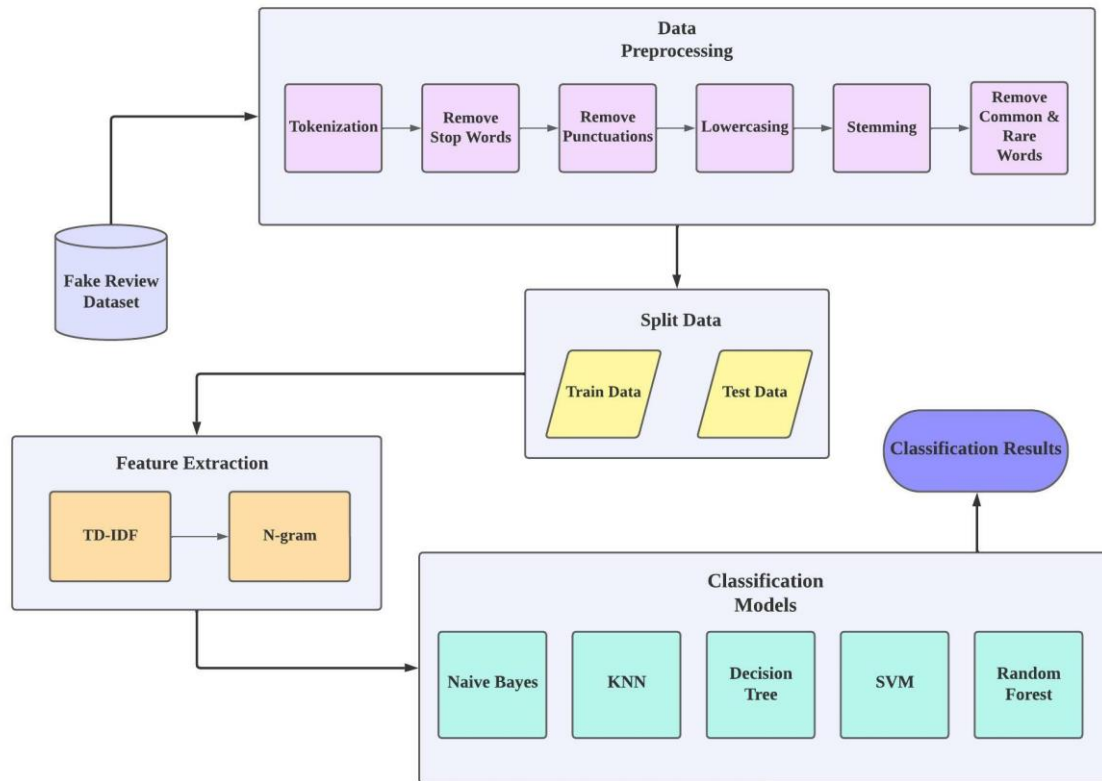 Data
Preprocessing
Tokenization
Remove
Stop Words
Remove
Punctuations
Lowercasing
Stemming
Remove
Common &
Rare
Words
Fake Review
Dataset
Split Data
Train Data
Test Data
Feature Extraction
TD-IDF
N-gram
Classification Results
Classification
Models
Naive Bayes
KNN
Decision
Tree
SVM
Random
Forest